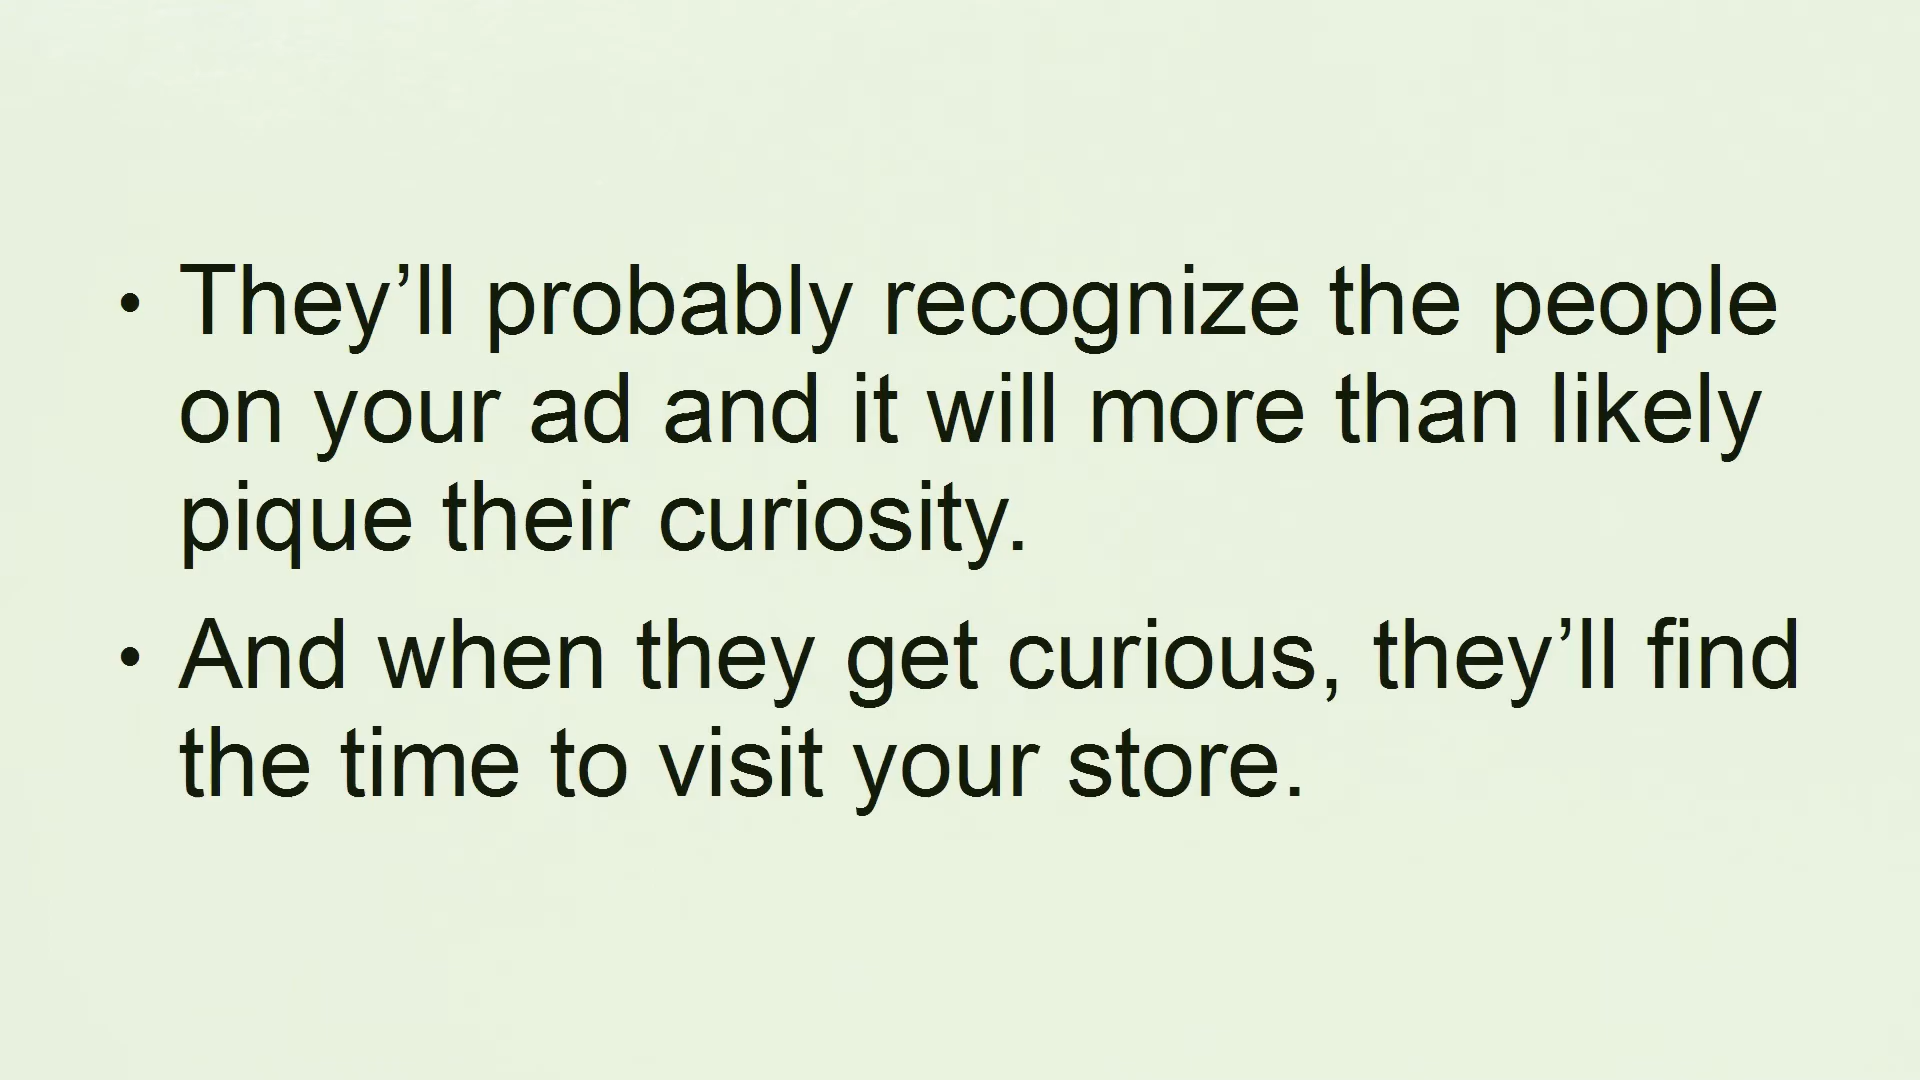 • They’ll probably recognize the people
on your ad and it will more than likely
pique their curiosity.
• And when they get curious, they’ll find
the time to visit your store.